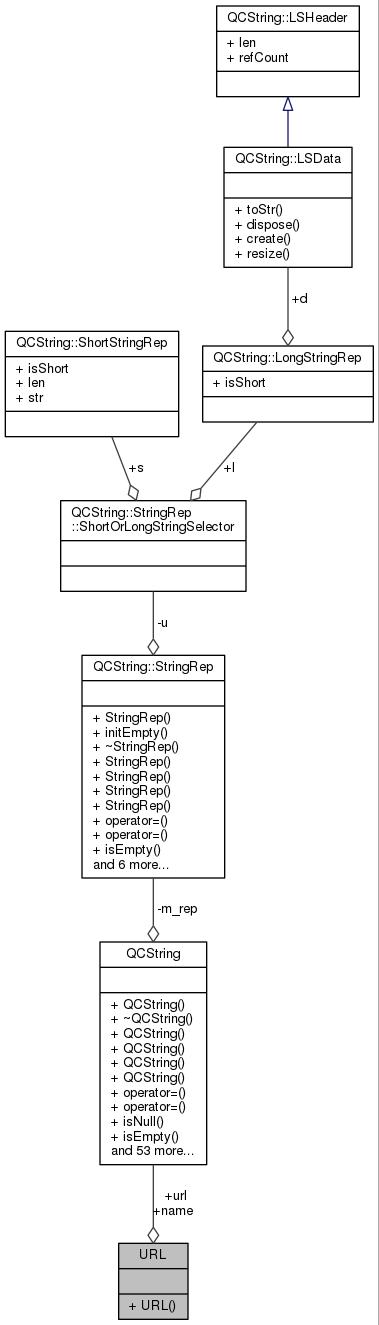 QCString::LSHeader
+ len
+ refCount
QCString::LSData
+ toStr()
+ dispose()
+ create()
+ resize()
+d
QCString::ShortStringRep
+ isShort
+ len
+ str
QCString::LongStringRep
+ isShort
+s
+l
QCString::StringRep
::ShortOrLongStringSelector
-u
QCString::StringRep
+ StringRep()
+ initEmpty()
+ ~StringRep()
+ StringRep()
+ StringRep()
+ StringRep()
+ StringRep()
+ operator=()
+ operator=()
+ isEmpty()
and 6 more...
-m_rep
QCString
+ QCString()
+ ~QCString()
+ QCString()
+ QCString()
+ QCString()
+ QCString()
+ operator=()
+ operator=()
+ isNull()
+ isEmpty()
and 53 more...
+url
+name
URL
+ URL()